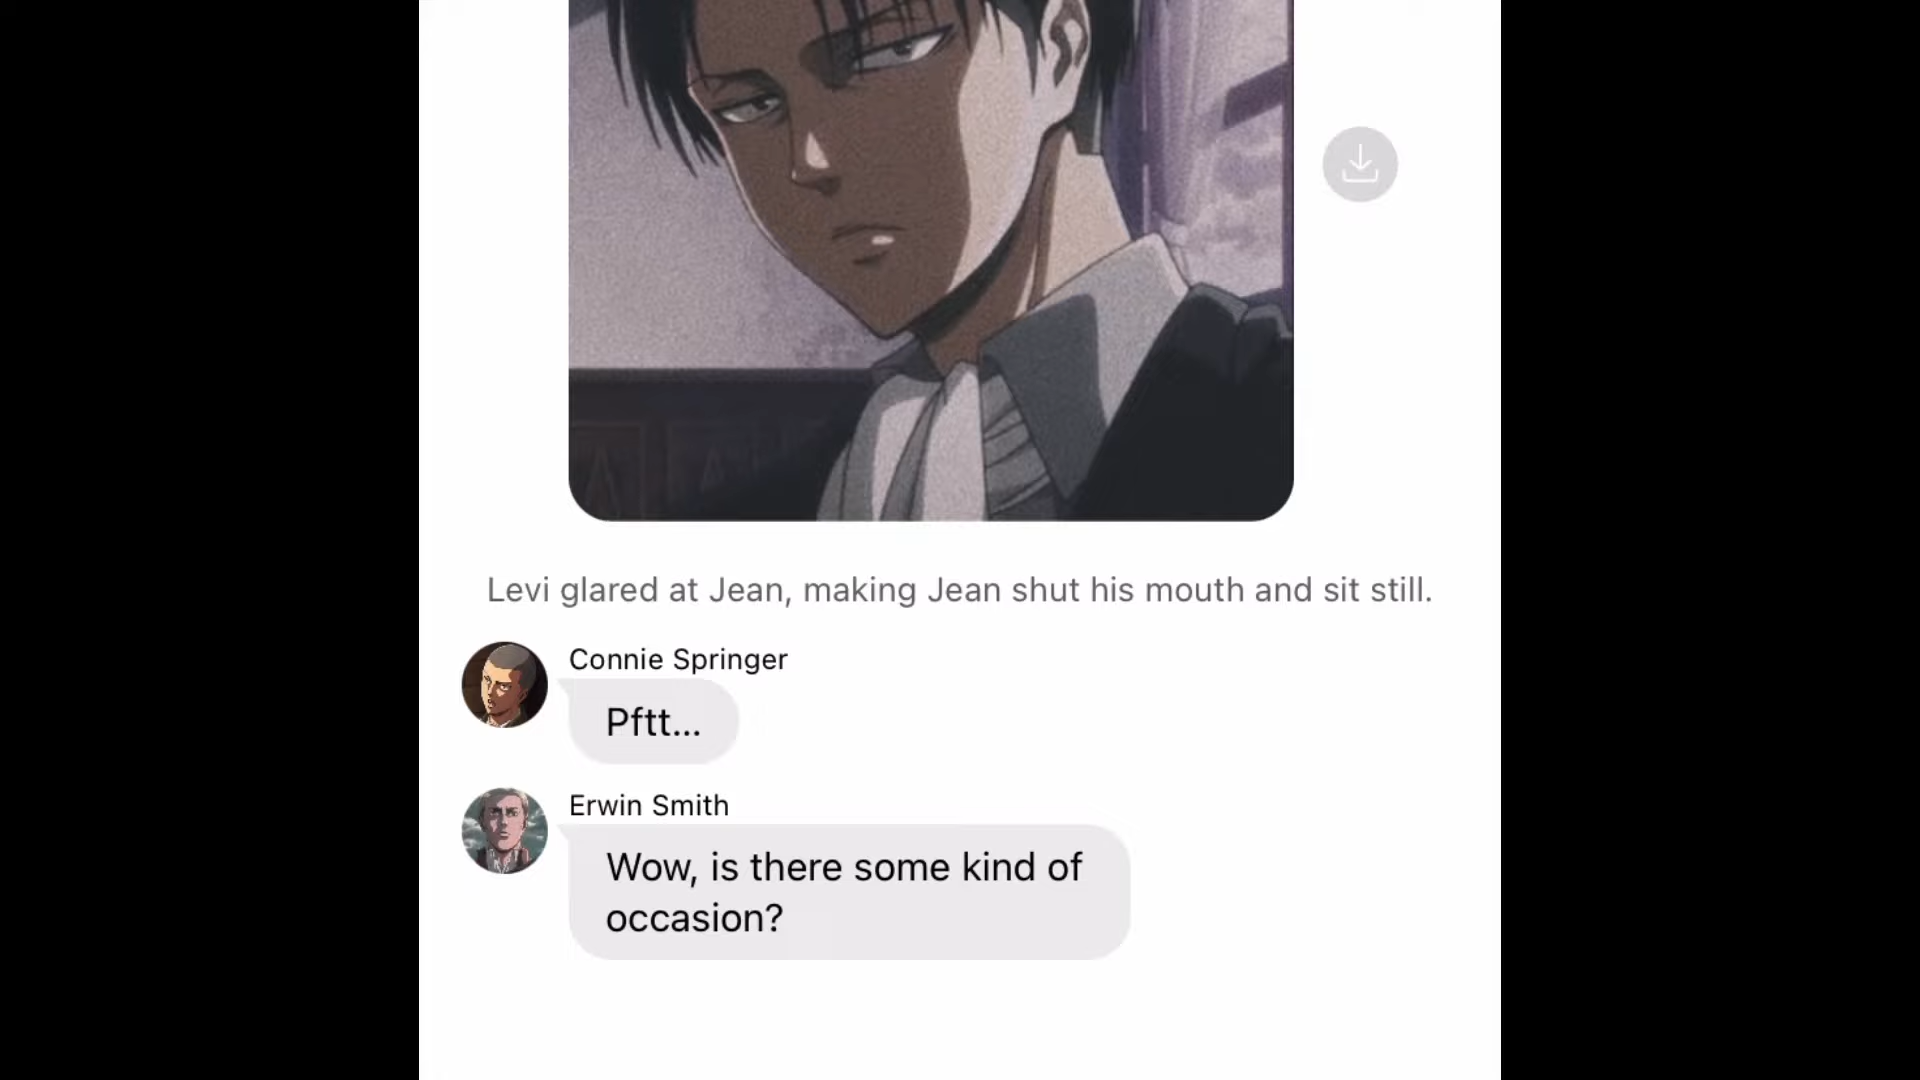 Levi glared at Jean, making Jean shut his mouth and sit still.
Connie Springer
Pftt...
Erwin Smith
Wow, is there some kind of
occasion?